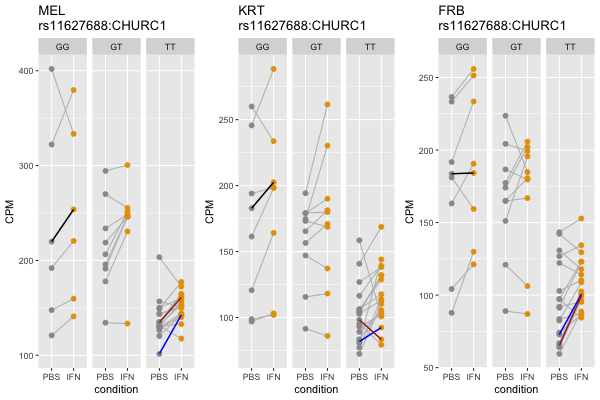 MEL
rs11627688:CHURC1
GG GT TT
CPM
400
300
200
100
PBS IFN PBS IFN PBS IFN
condition
KRT
rs11627688:CHURC1
GG GT TT
CPM
250
200
150
100
PBS IFN PBS IFN PBS IFN
condition
FRB
rs11627688:CHURC1
GG GT TT
CPM
250
200
150
100
50
PBS IFN PBS IFN PBS IFN
condition